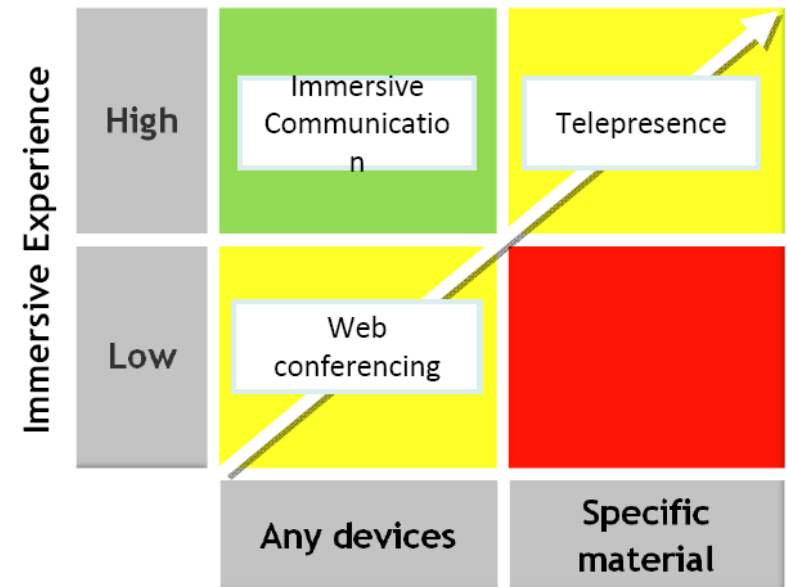 Immersive Experience
High
Immersive
Communicatio
n
Telepresence
Low
Web
conferencing
Any devices
Specific
material